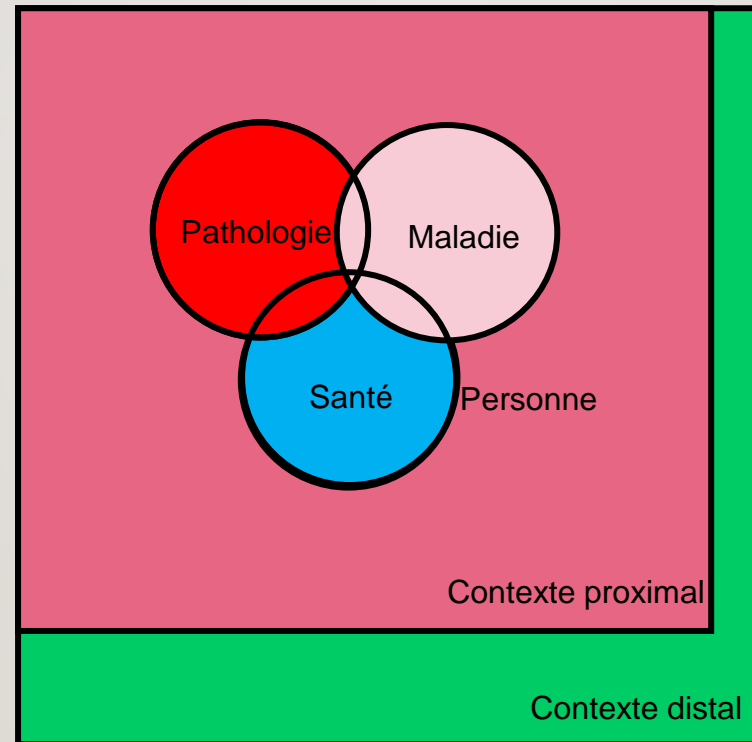 Pathologie
Maladie
Santé
Personne
Contexte proximal
Contexte distal